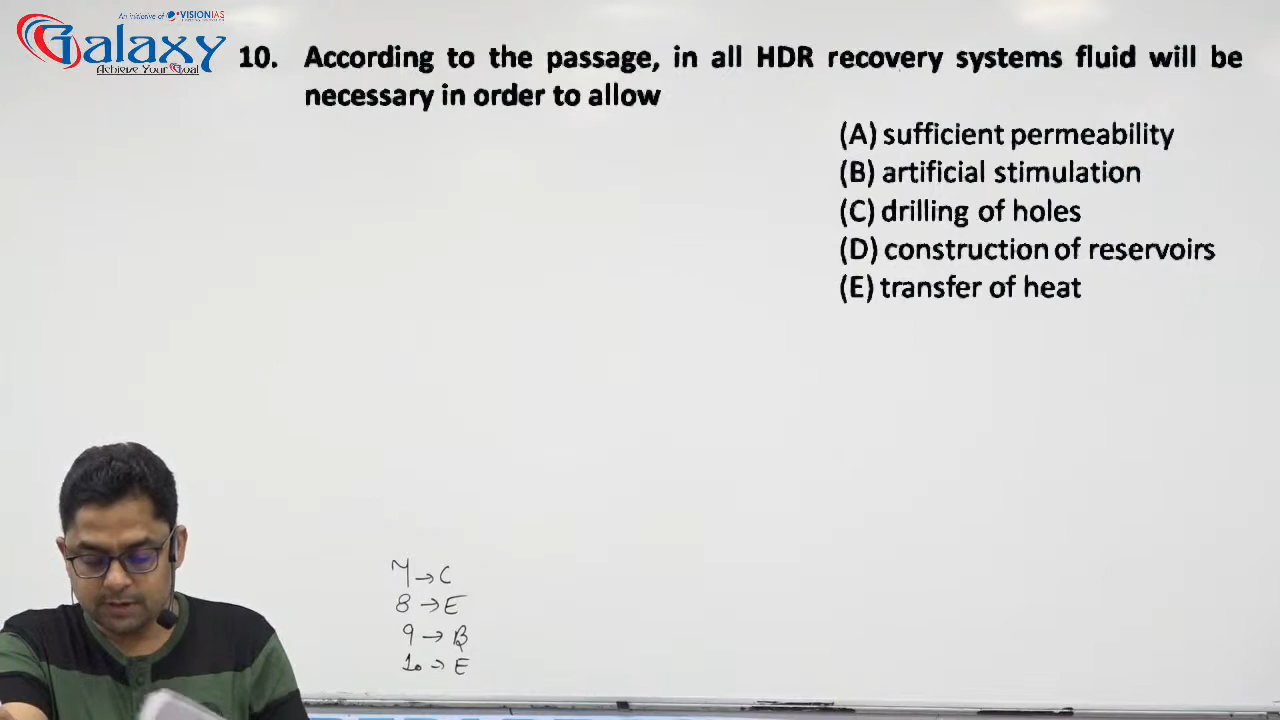 An initiative of VISIONIAS
Galaxy
Achieve Your Goal
10. According to the passage, in all HDR recovery systems fluid will be
necessary in order to allow
(A) sufficient permeability
(B) artificial stimulation
(C) drilling of holes
(D) construction of reservoirs
(E) transfer of heat
7 → C
8 → E
9 → B
10 → E